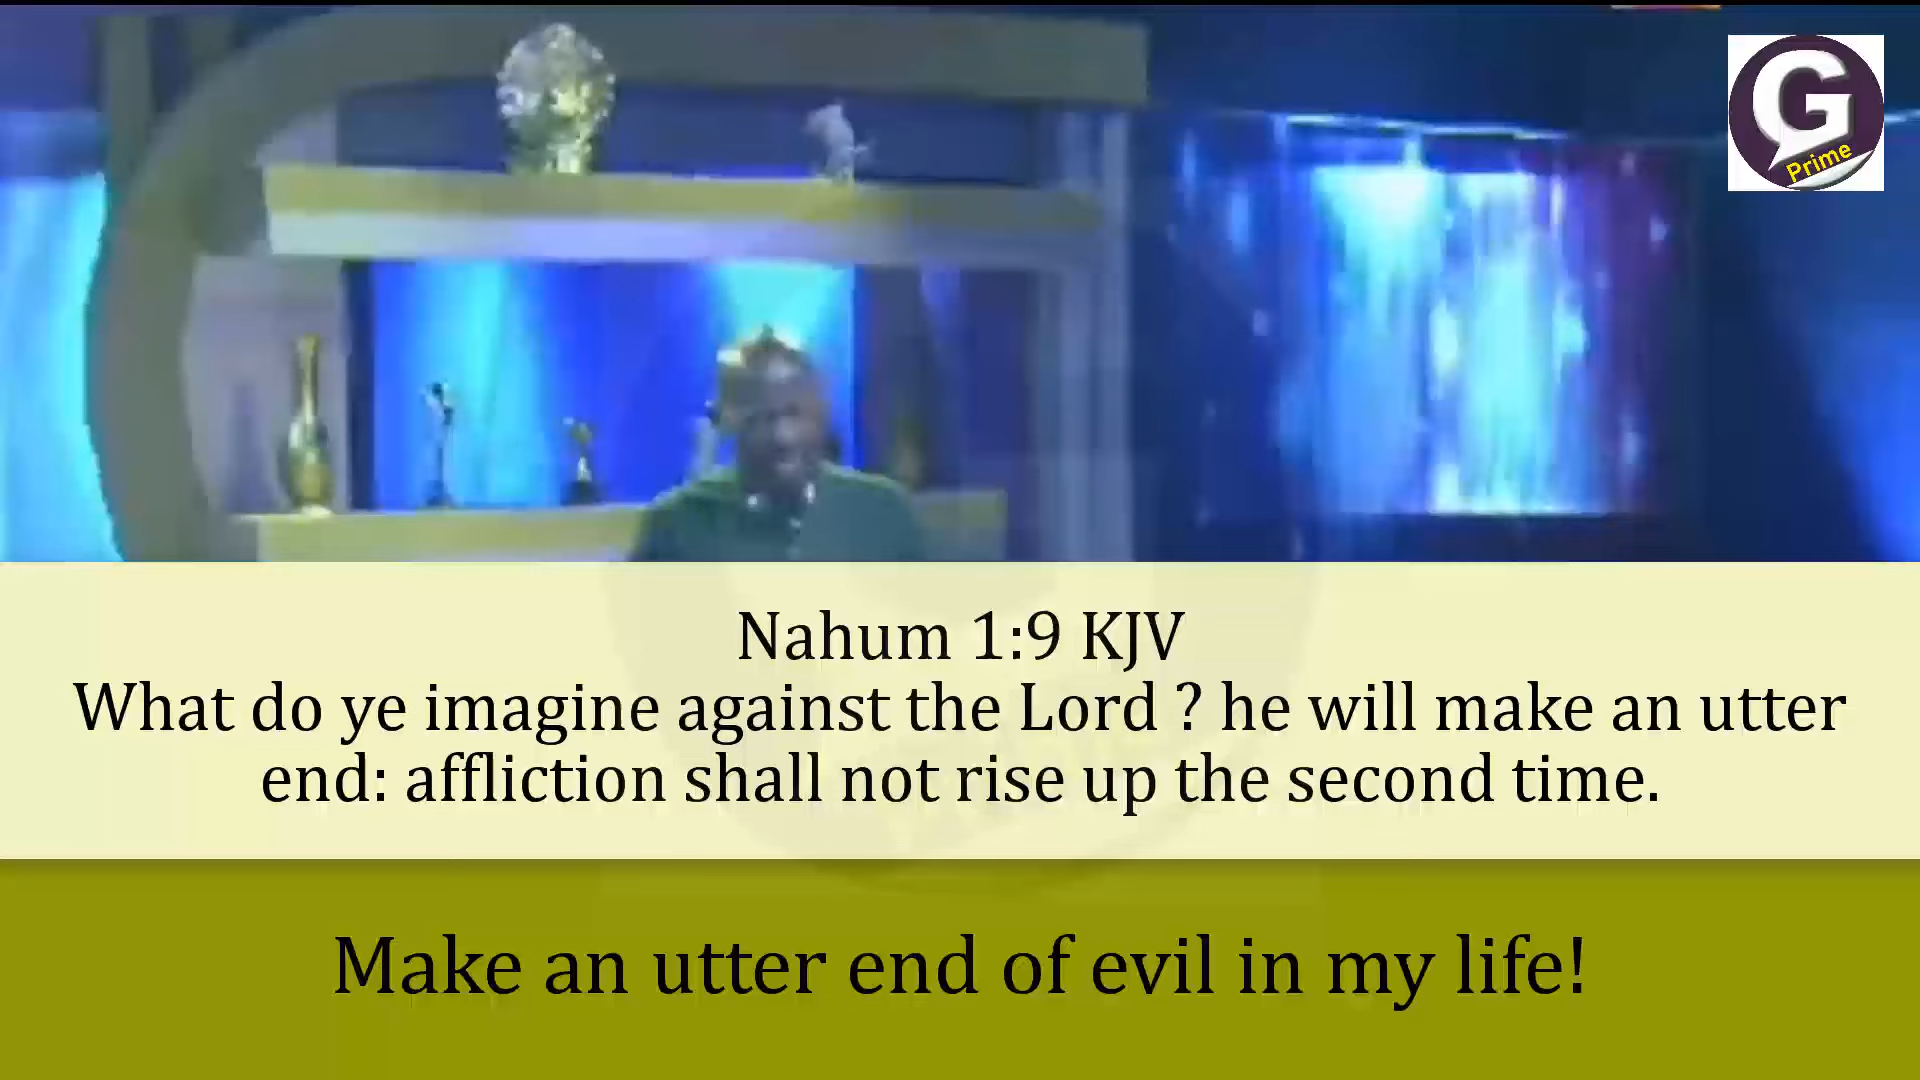 G
Prime
Nahum 1:9 KJV
What do ye imagine against the Lord ? he will make an utter
end: affliction shall not rise up the second time.
Make an utter end of evil in my life!